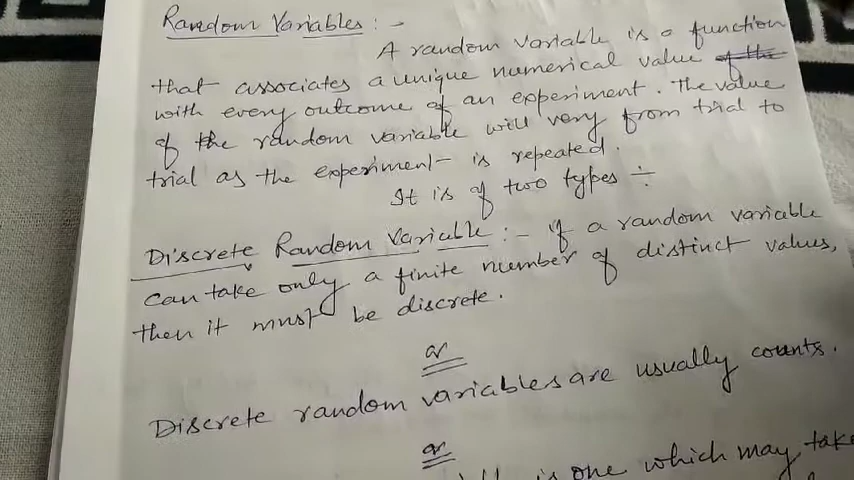 Random Variables :-
A random variable is a function
that associates a unique numerical value of the
with every outcome of an experiment. The value
of the random variable will vary from trial to
trial as the experiment is repeated.
It is of two types ÷
Discrete Random Variable :- if a random variable
can take only a finite number of distinct values,
then it must be discrete.
or
Discrete random variables are usually counts.
or
is one which may take